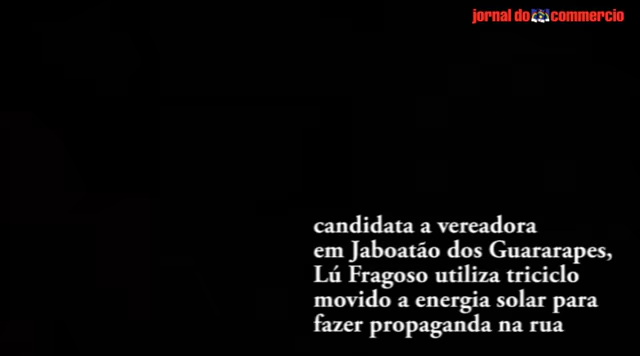 jornal do commercio
candidata a vereadora
em Jaboatão dos Guararapes,
Lú Fragoso utiliza triciclo
movido a energia solar para
fazer propaganda na rua